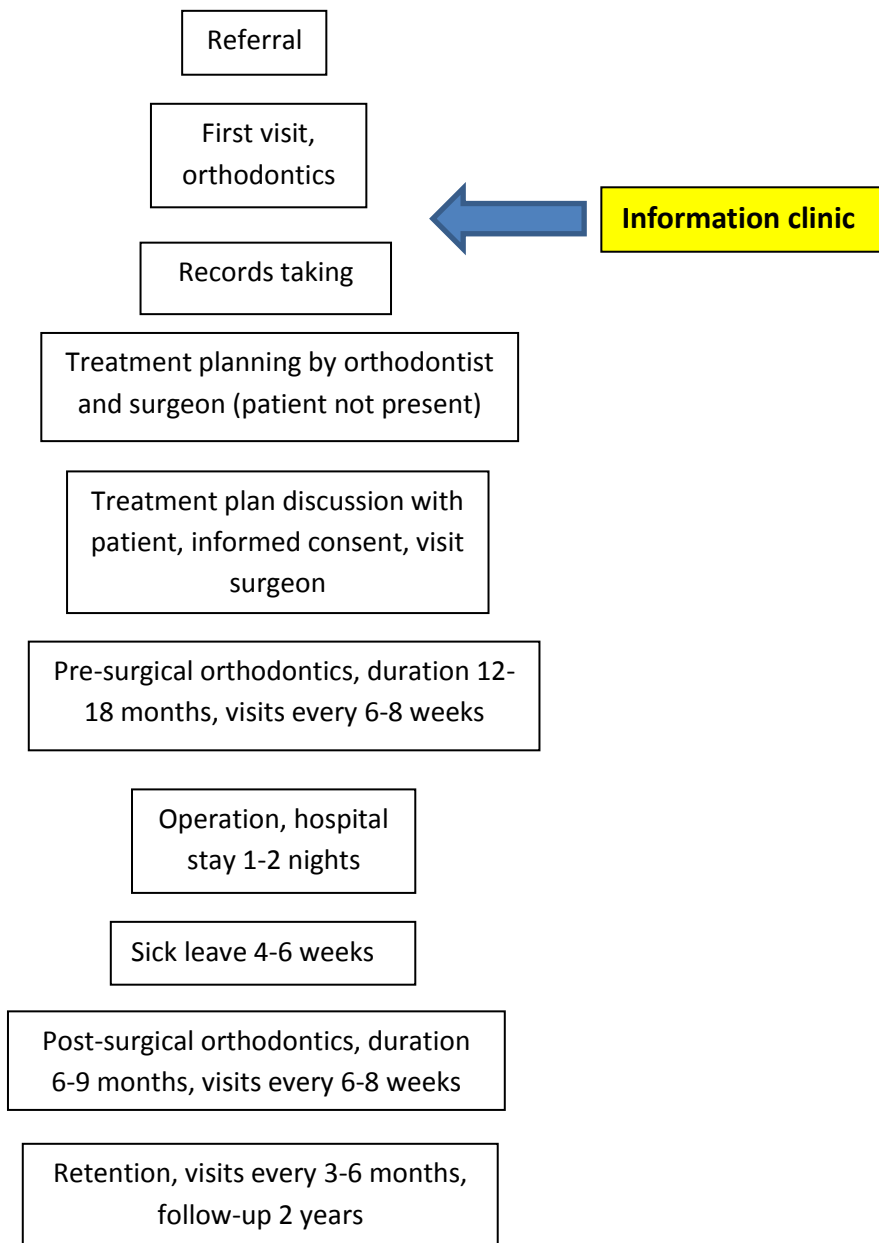 Referral
First visit,
orthodontics
Information clinic
Records taking
Treatment planning by orthodontist
and surgeon (patient not present)
Treatment plan discussion with
patient, informed consent, visit
surgeon
Pre-surgical orthodontics, duration 12-
18 months, visits every 6-8 weeks
Operation, hospital
stay 1-2 nights
Sick leave 4-6 weeks
Post-surgical orthodontics, duration
6-9 months, visits every 6-8 weeks
Retention, visits every 3-6 months,
follow-up 2 years